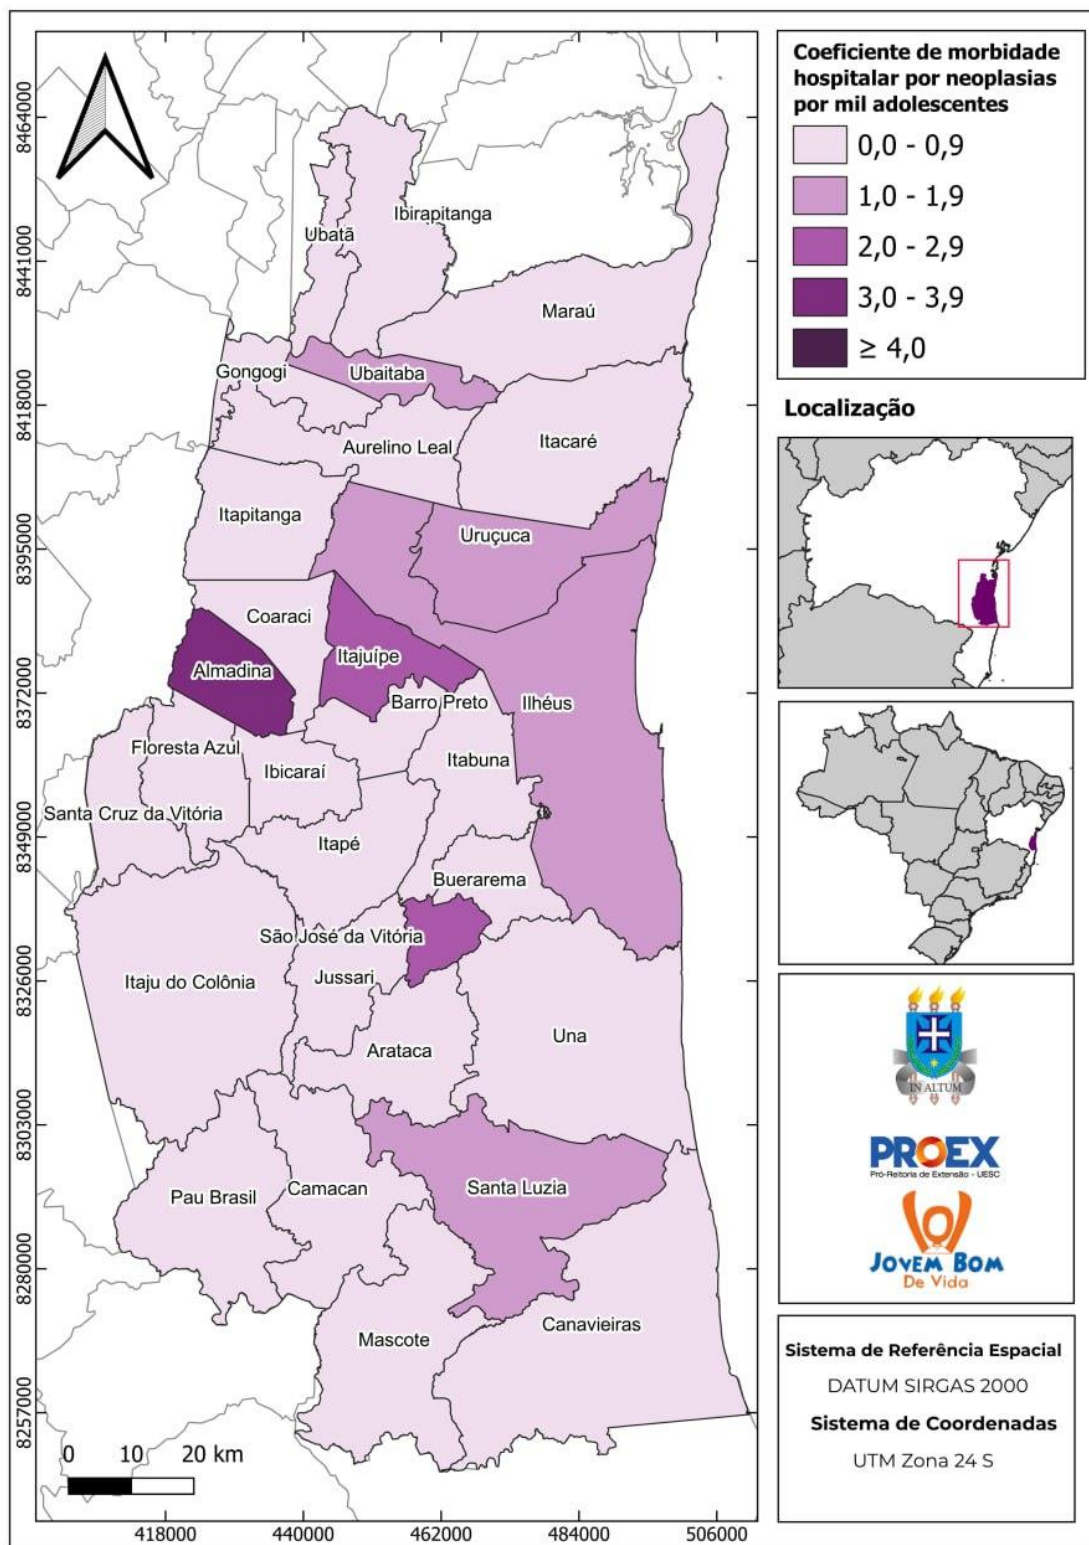 Coeficiente de morbidade
hospitalar por neoplasias
por mil adolescentes
0,0 - 0,9
1,0 - 1,9
2,0 - 2,9
3,0 - 3,9
≥ 4,0
Localização
8464000
8441000
8418000
8395000
8372000
8349000
8326000
8303000
8280000
8257000
Ibirapitanga
Ubatã
Maraú
Gongogi
Ubaitaba
Aurelino Leal
Itacaré
Itapitanga
Uruçuca
Coaraci
Almadina
Itajuípe
Barro Preto
Ilhéus
Floresta Azul
Ibicaraí
Itabuna
Santa Cruz da Vitória
Itapé
Buerarema
São José da Vitória
Itaju do Colônia
Jussari
Una
Arataca
Pau Brasil
Camacan
Santa Luzia
Mascote
Canavieiras
0 10 20 km
418000 440000 462000 484000 506000
IN ALTUM
PROEX
Pró-Reitoria de Extensão - UESC
JOVEM BOM
De Vida
Sistema de Referência Espacial
DATUM SIRGAS 2000
Sistema de Coordenadas
UTM Zona 24 S